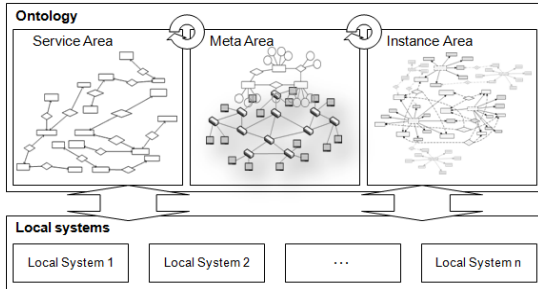 Ontology
Service Area
Meta Area
Instance Area
Local systems
Local System 1
Local System 2
...
Local System n